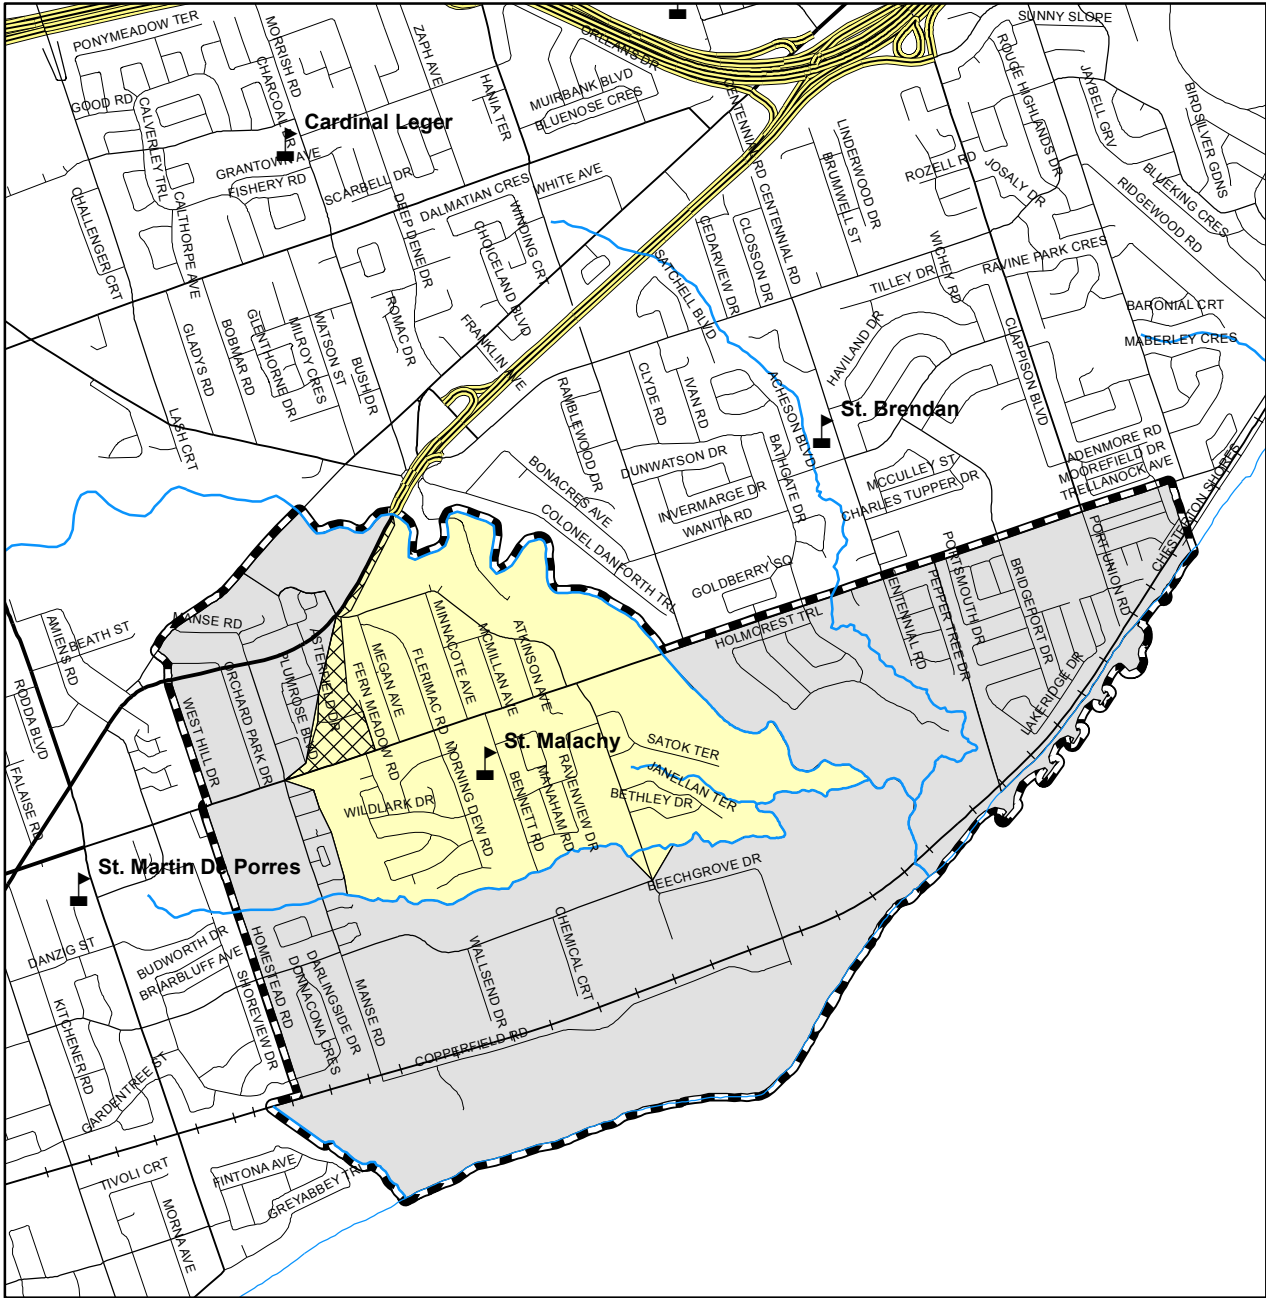 PONYMEADOW TER
MORRISH RD
ZAPH AVE
ORLEANS DR
SUNNY SLOPE
CHARCOAL DR
HANIA TER
MUIRBANK BLVD
BLUENOSE CRES
ROUGE HIGHLANDS DR
JAYBELL GRV
BIRDSILVER GDNS
GOOD RD
CALVERLEY TRL
Cardinal Leger
CENTENNIAL RD
LINDERWOOD DR
BRUMWELL ST
GRANTOWN AVE
FISHERY RD
SCARBELL DR
WHITE AVE
ROZELL RD
JOSALY DR
BLUEKING CRES
RIDGEWOOD RD
CHALLENGER CRT
CALTHORPE AVE
DEEP DENE DR
DALMATIAN CRES
WINDING CRT
CHOICELAND BLVD
CENTENNIAL RD
CEDARVIEW DR
CLOSSON DR
SATCHELL BLVD
WICHEY RD
TILLEY DR
RAVINE PARK CRES
BARONIAL CRT
MABERLEY CRES
GLADYS RD
BOBMAR RD
GLENTHORNE DR
MILROY CRES
WATSON ST
BUSH DR
ROMAC DR
FRANKLIN AVE
HAVILAND DR
CLAPPISON BLVD
RAMBLEWOOD DR
CLYDE RD
IVAN RD
ACHESON BLVD
St. Brendan
LASH CRT
BONACRES AVE
DUNWATSON DR
BATHGATE DR
ADENMORE RD
MOOREFIELD DR
TRELLANOCK AVE
MCCULLEY ST
CHARLES TUPPER DR
INVERMARGE DR
WANITA RD
COLONEL DANFORTH TRL
CHESTERTON SHORES
PORT UNION RD
GOLDBERRY SQ
HOLMCREST TRL
CENTENNIAL RD
PEPPER TREE DR
PORTSMOUTH DR
BRIDGEPORT DR
LAKERIDGE DR
AMIENS RD
BEATH ST
MANSE RD
ASTERFIELD DR
MINNACOTE AVE
MCMILLAN AVE
ATKINSON AVE
MEGAN AVE
FLERIMAC RD
FERN MEADOW RD
RODDA BLVD
WEST HILL DR
ORCHARD PARK DR
PLUMROSE BLVD
FALAISE RD
St. Malachy
MORNING DEW RD
BENNETT RD
MANAHAM RD
RAVENVIEW DR
SATOK TER
JANELLAN TER
BETHLEY DR
WILDLARK DR
St. Martin De Porres
BEECHGROVE DR
DANZIG ST
BUDWORTH DR
BRIARBLUFF AVE
SHOREVIEW DR
HOMESTEAD RD
DARLINGSIDE DR
DONNACONA CRES
MANSE RD
WALLSEND DR
CHEMICAL CRT
COPPERFIELD RD
KITCHENER RD
GARDENTREE ST
TIVOLI CRT
MORNA AVE
FINTONA AVE
GREYABBEY TRL